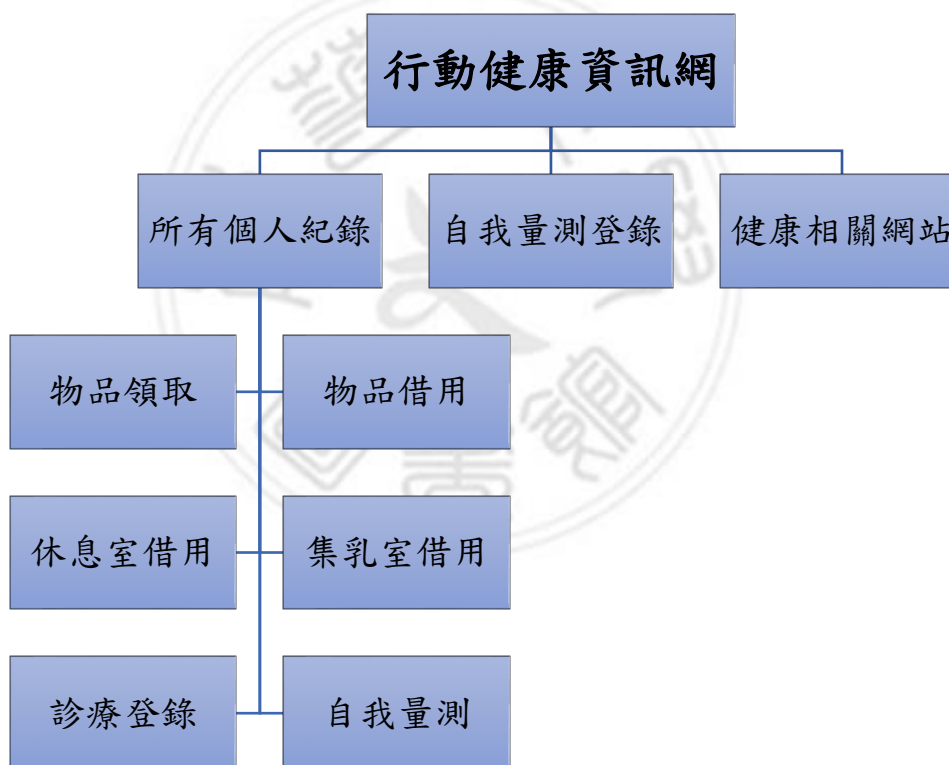 行動健康資訊網
所有個人紀錄
自我量測登錄
健康相關網站
物品領取
物品借用
休息室借用
集乳室借用
診療登錄
自我量測